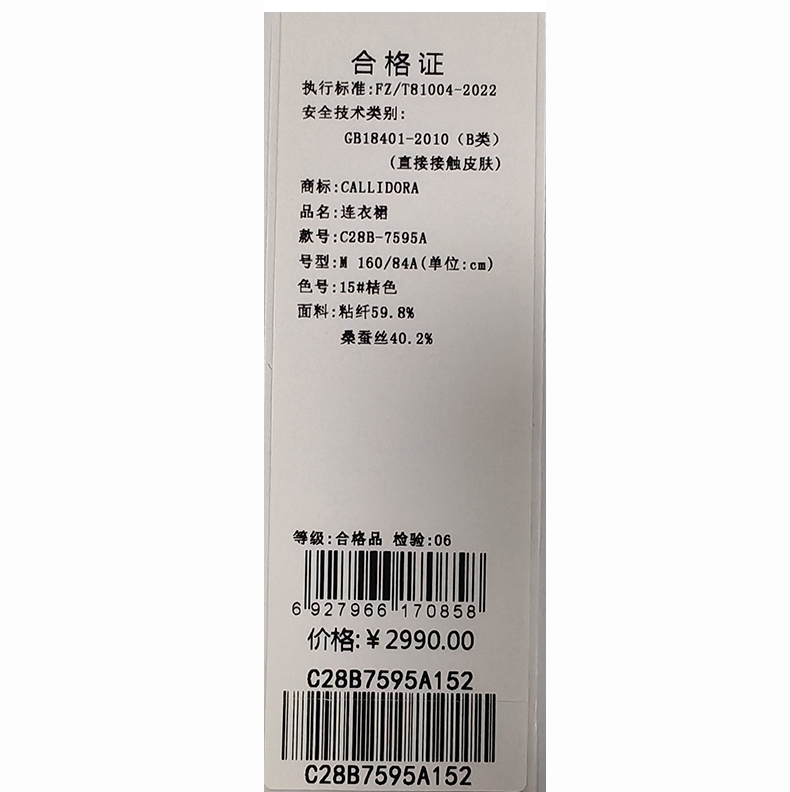 合格证
执行标准:FZ/T81004-2022
安全技术类别:
GB18401-2010（B类）
(直接接触皮肤)
商标:CALLIDORA
品名:连衣裙
款号:C28B-7595A
号型:M 160/84A(单位:cm)
色号:15#桔色
面料:粘纤59.8%
桑蚕丝40.2%
等级:合格品 检验:06
6 927966 170858
价格:￥2990.00
C28B7595A152
C28B7595A152